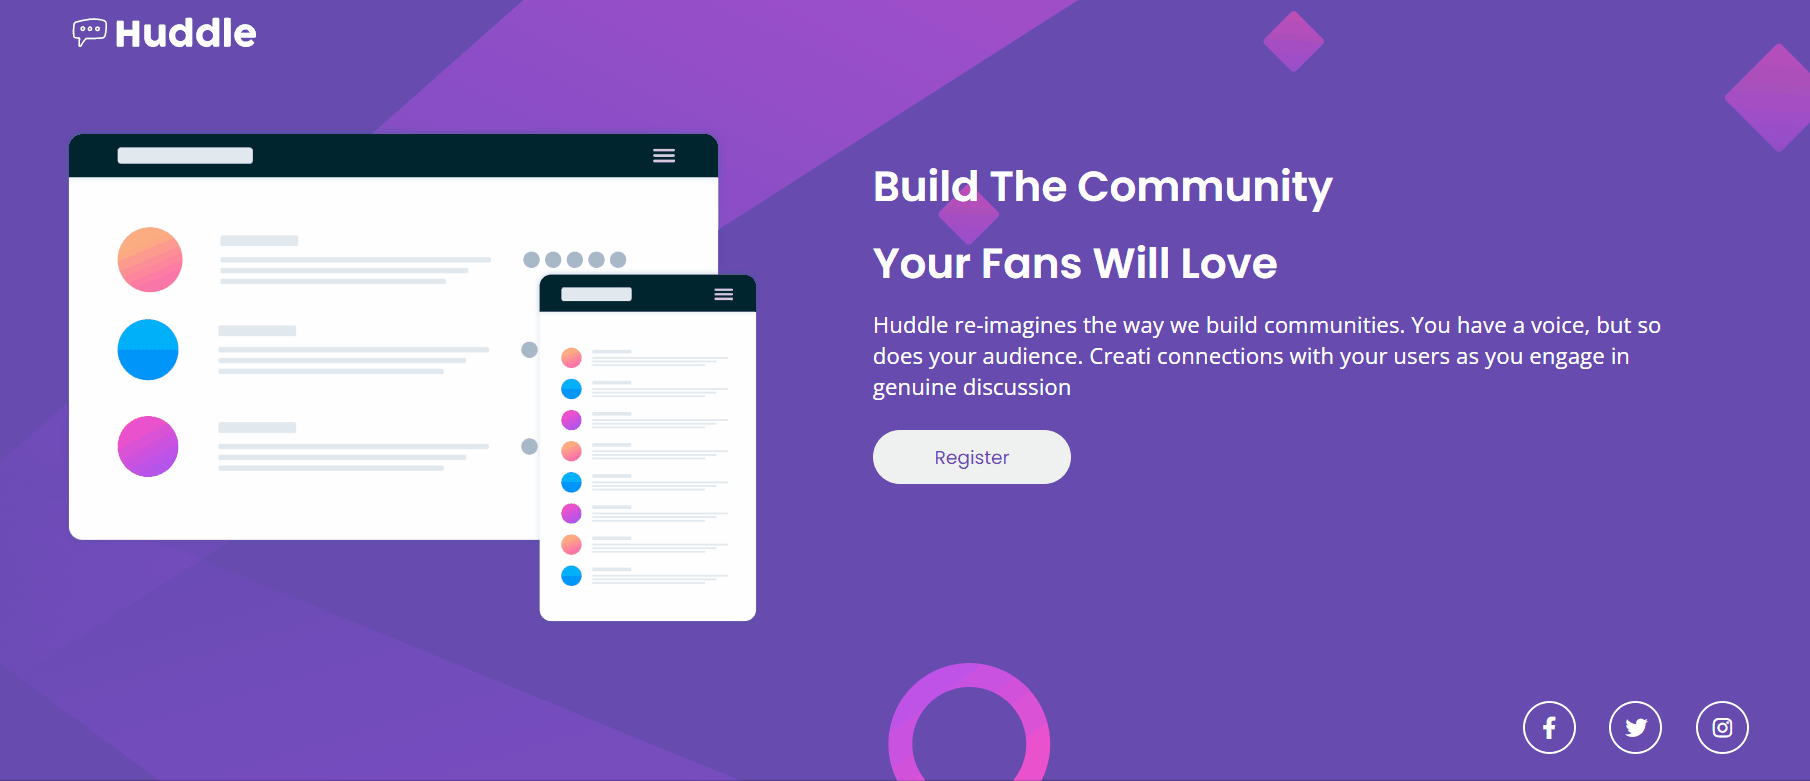 Huddle
Build The Community
Your Fans Will Love
Huddle re-imagines the way we build communities. You have a voice, but so
does your audience. Creati connections with your users as you engage in
genuine discussion
Register